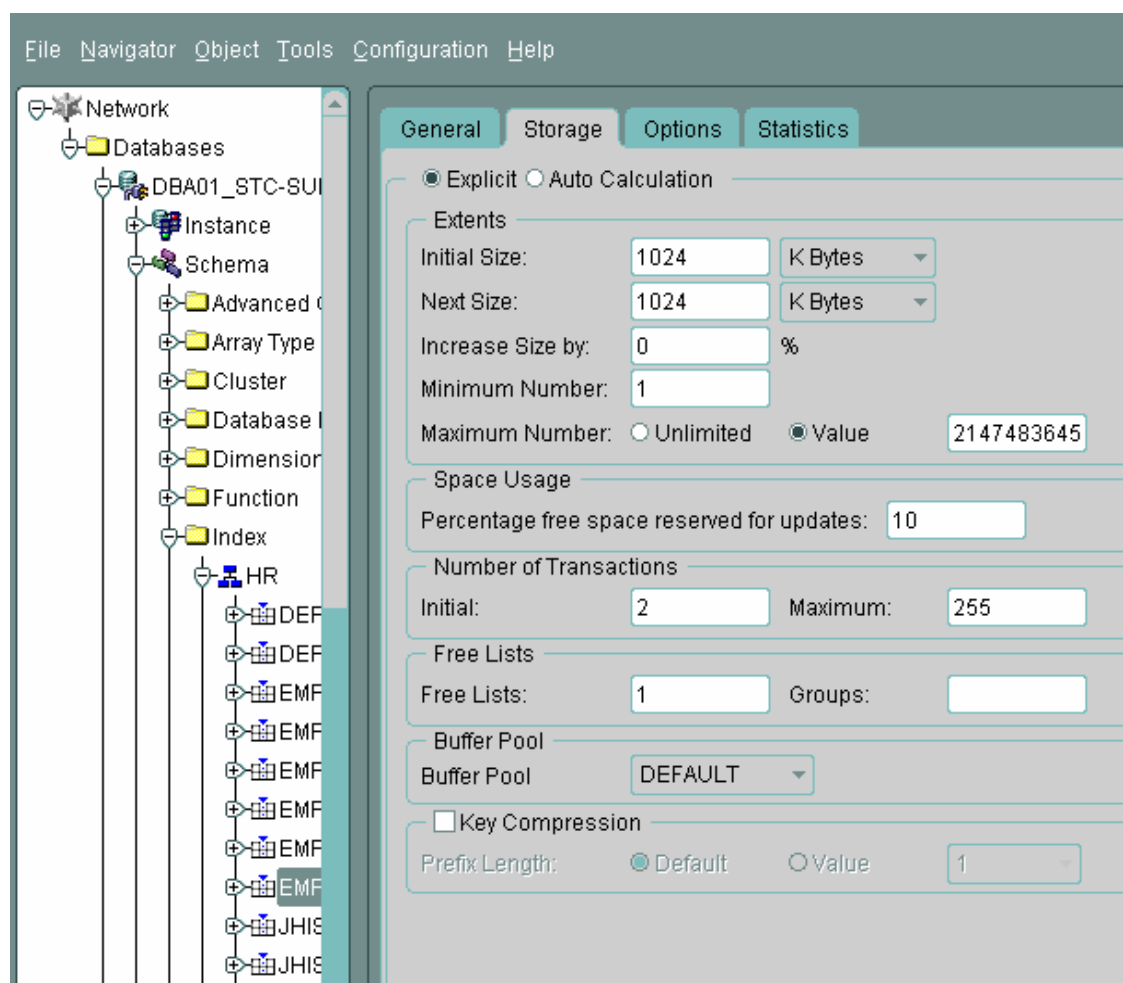 File Navigator Object Tools Configuration Help
Network
Databases
DBA01_STC-SUI
Instance
Schema
Advanced
Array Type
Cluster
Database
Dimension
Function
Index
HR
DEF
DEF
EMF
EMF
EMF
EMF
EMF
EMF
JHIS
JHIS
General Storage Options Statistics
Explicit Auto Calculation
Extents
Initial Size: 1024 K Bytes
Next Size: 1024 K Bytes
Increase Size by: 0 %
Minimum Number: 1
Maximum Number: Unlimited Value 2147483645
Space Usage
Percentage free space reserved for updates: 10
Number of Transactions
Initial: 2 Maximum: 255
Free Lists
Free Lists: 1 Groups:
Buffer Pool
Buffer Pool DEFAULT
Key Compression
Prefix Length: Default Value 1